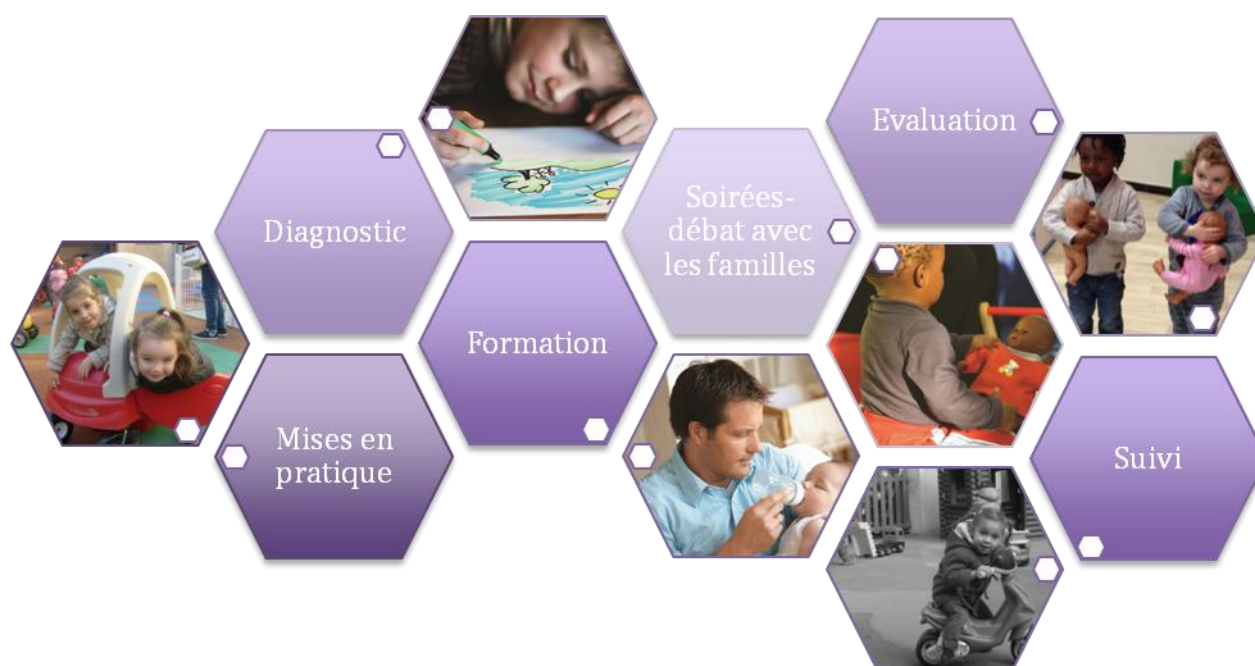 Diagnostic
Mises en
pratique
Formation
Soirées-
débat avec
les familles
Evaluation
Suivi